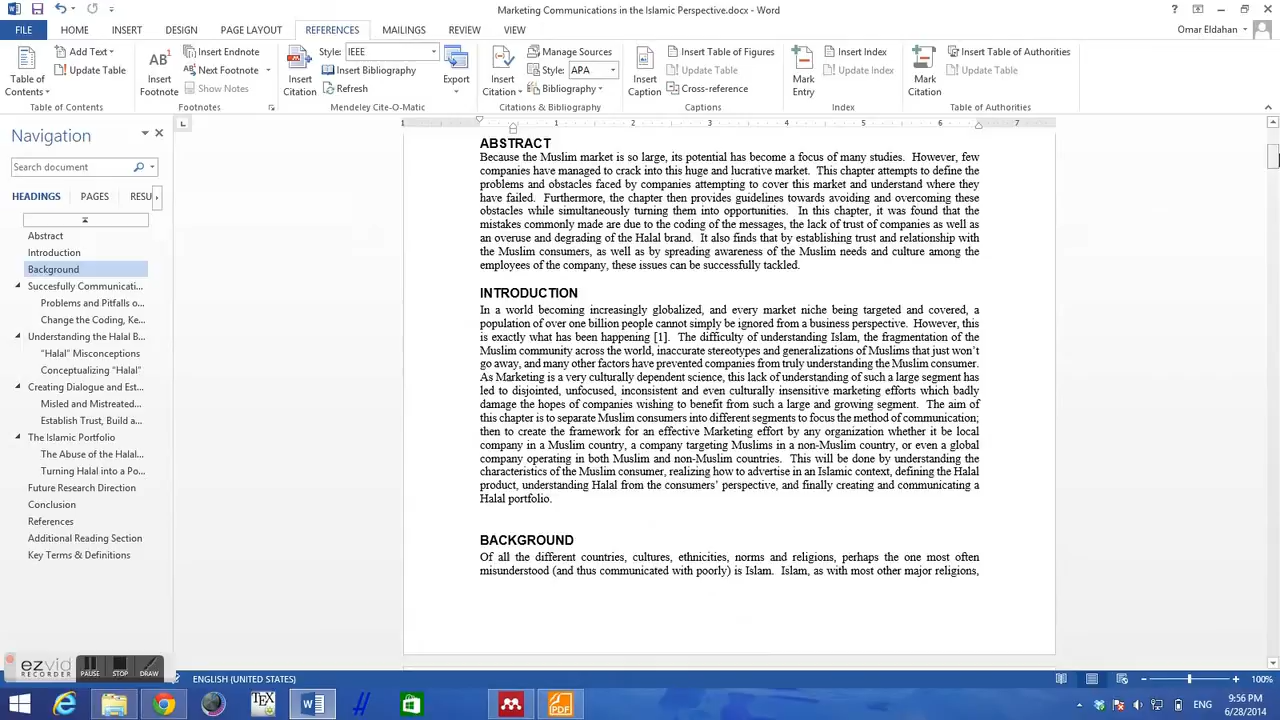 Marketing Communications in the Islamic Perspective.docx - Word
FILE HOME INSERT DESIGN PAGE LAYOUT REFERENCES MAILINGS REVIEW VIEW Omar Eldahan
Table of Contents
Add Text
Update Table
Table of Contents
AB¹
Insert Footnote
Insert Endnote
Next Footnote
Show Notes
Footnotes
Insert Citation
Style: IEEE
Insert Bibliography
Refresh
Export
Mendeley Cite-O-Matic
Insert Citation
Manage Sources
Style: APA
Bibliography
Citations & Bibliography
Insert Caption
Insert Table of Figures
Update Table
Cross-reference
Captions
Mark Entry
Insert Index
Update Index
Index
Mark Citation
Insert Table of Authorities
Update Table
Table of Authorities
Navigation
Search document
HEADINGS PAGES RESU
Abstract
Introduction
Background
Succesfully Communicati...
Problems and Pitfalls o...
Change the Coding, Ke...
Understanding the Halal B...
“Halal” Misconceptions
Conceptualizing “Halal”
Creating Dialogue and Est...
Misled and Mistreated...
Establish Trust, Build a...
The Islamic Portfolio
The Abuse of the Halal...
Turning Halal into a Po...
Future Research Direction
Conclusion
References
Additional Reading Section
Key Terms & Definitions
1 1 2 3 4 5 6 7
ABSTRACT
Because the Muslim market is so large, its potential has become a focus of many studies. However, few
companies have managed to crack into this huge and lucrative market. This chapter attempts to define the
problems and obstacles faced by companies attempting to cover this market and understand where they
have failed. Furthermore, the chapter then provides guidelines towards avoiding and overcoming these
obstacles while simultaneously turning them into opportunities. In this chapter, it was found that the
mistakes commonly made are due to the coding of the messages, the lack of trust of companies as well as
an overuse and degrading of the Halal brand. It also finds that by establishing trust and relationship with
the Muslim consumers, as well as by spreading awareness of the Muslim needs and culture among the
employees of the company, these issues can be successfully tackled.
INTRODUCTION
In a world becoming increasingly globalized, and every market niche being targeted and covered, a
population of over one billion people cannot simply be ignored from a business perspective. However, this
is exactly what has been happening [1]. The difficulty of understanding Islam, the fragmentation of the
Muslim community across the world, inaccurate stereotypes and generalizations of Muslims that just won’t
go away, and many other factors have prevented companies from truly understanding the Muslim consumer.
As Marketing is a very culturally dependent science, this lack of understanding of such a large segment has
led to disjointed, unfocused, inconsistent and even culturally insensitive marketing efforts which badly
damage the hopes of companies wishing to benefit from such a large and growing segment. The aim of
this chapter is to separate Muslim consumers into different segments to focus the method of communication;
then to create the framework for an effective Marketing effort by any organization whether it be local
company in a Muslim country, a company targeting Muslims in a non-Muslim country, or even a global
company operating in both Muslim and non-Muslim countries. This will be done by understanding the
characteristics of the Muslim consumer, realizing how to advertise in an Islamic context, defining the Halal
product, understanding Halal from the consumers’ perspective, and finally creating and communicating a
Halal portfolio.
BACKGROUND
Of all the different countries, cultures, ethnicities, norms and religions, perhaps the one most often
misunderstood (and thus communicated with poorly) is Islam. Islam, as with most other major religions,
ezvid
RECORDER
PAUSE STOP DRAW
ENGLISH (UNITED STATES)
100%
TEX
PDF
ENG
9:56 PM
6/28/2014